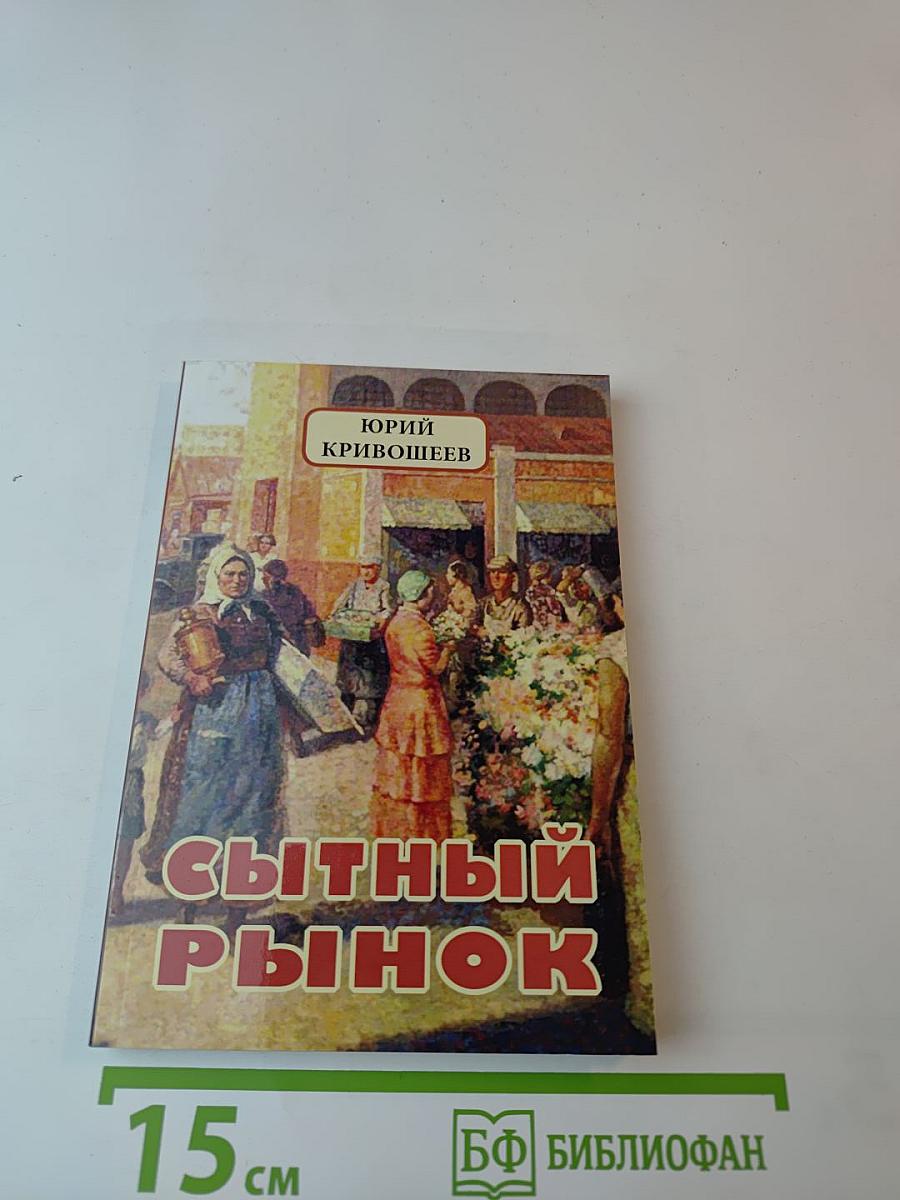 ЮРИЙ
КРИВОШЕЕВ
СЫТНЫЙ
РЫНОК
15 см
БФ БИБЛИОФАН